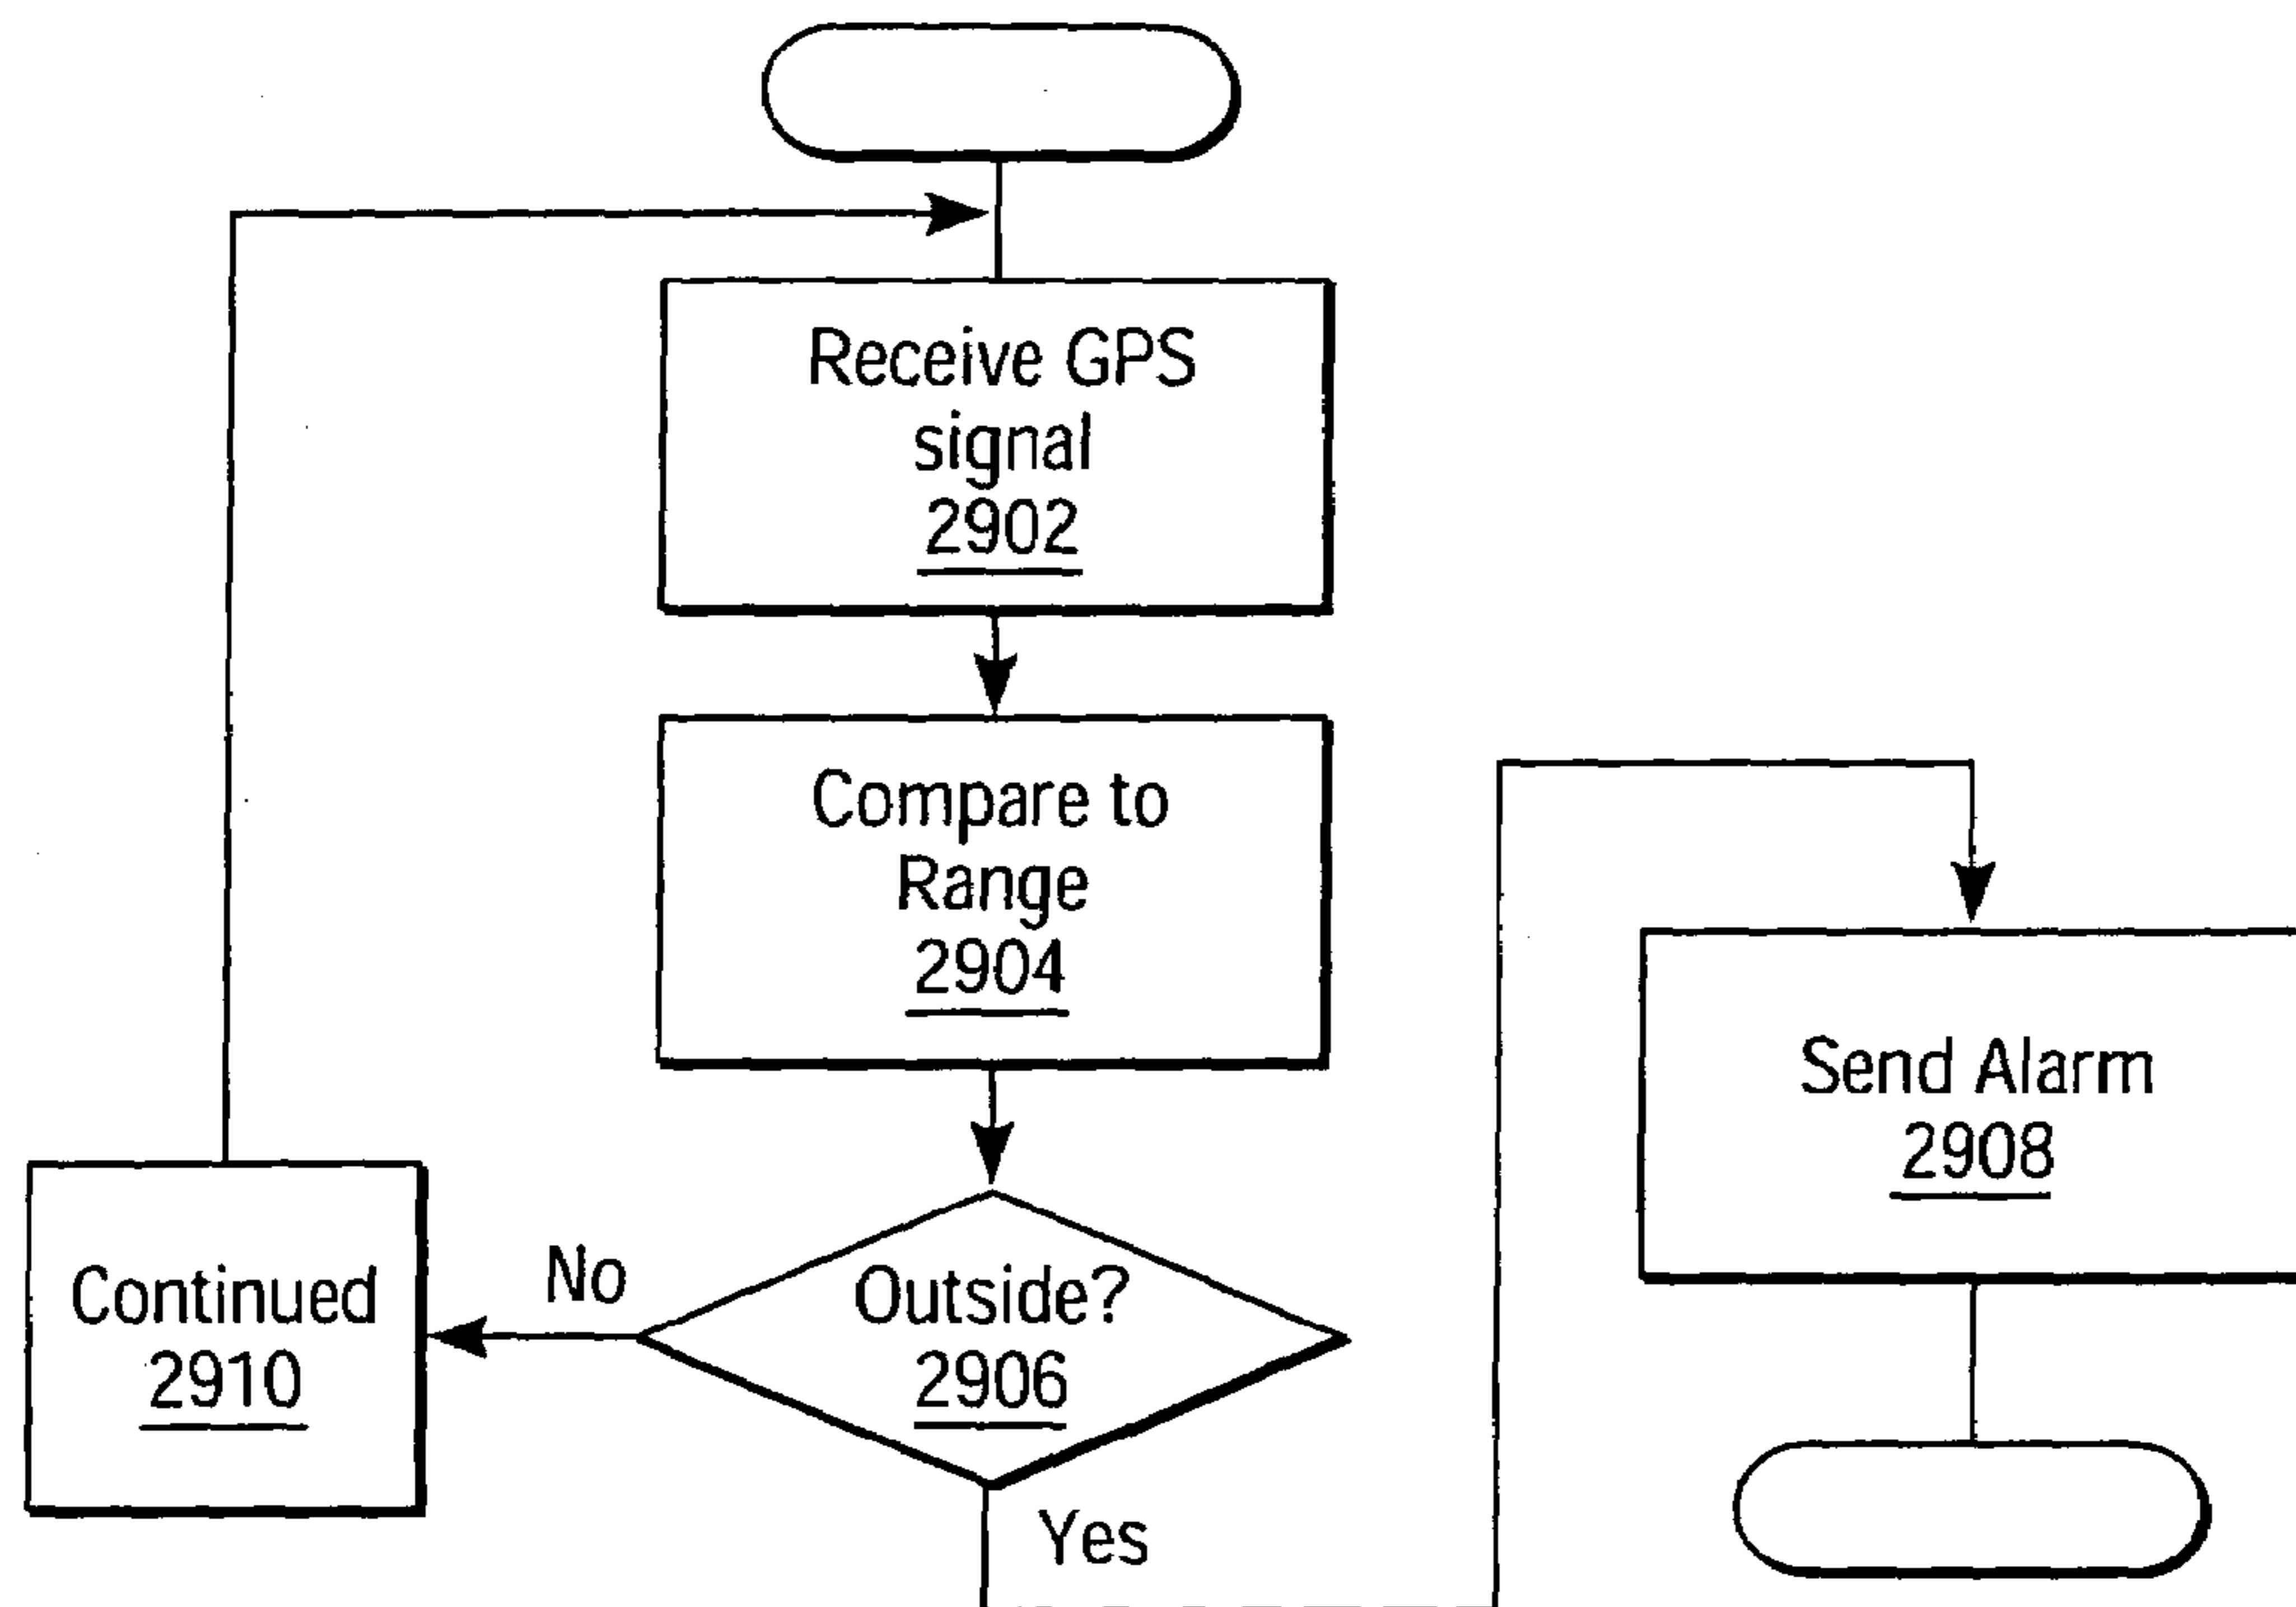 Receive GPS
signal
2902
Compare to
Range
2904
Outside?
2906
No
Continued
2910
Yes
Send Alarm
2908